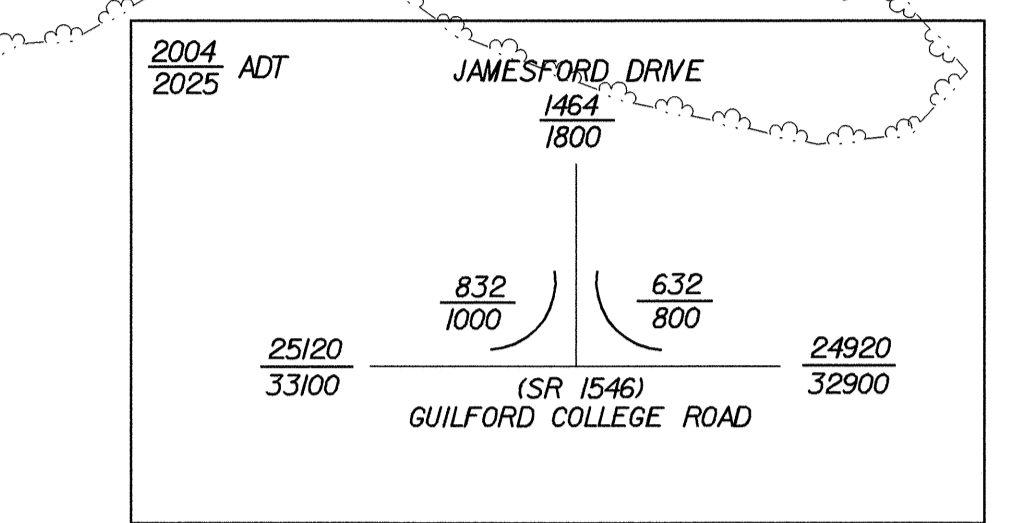 2004
2025 ADT
JAMESFORD DRIVE
1464
1800
832
1000
632
800
25120
33100
24920
32900
(SR 1546)
GUILFORD COLLEGE ROAD